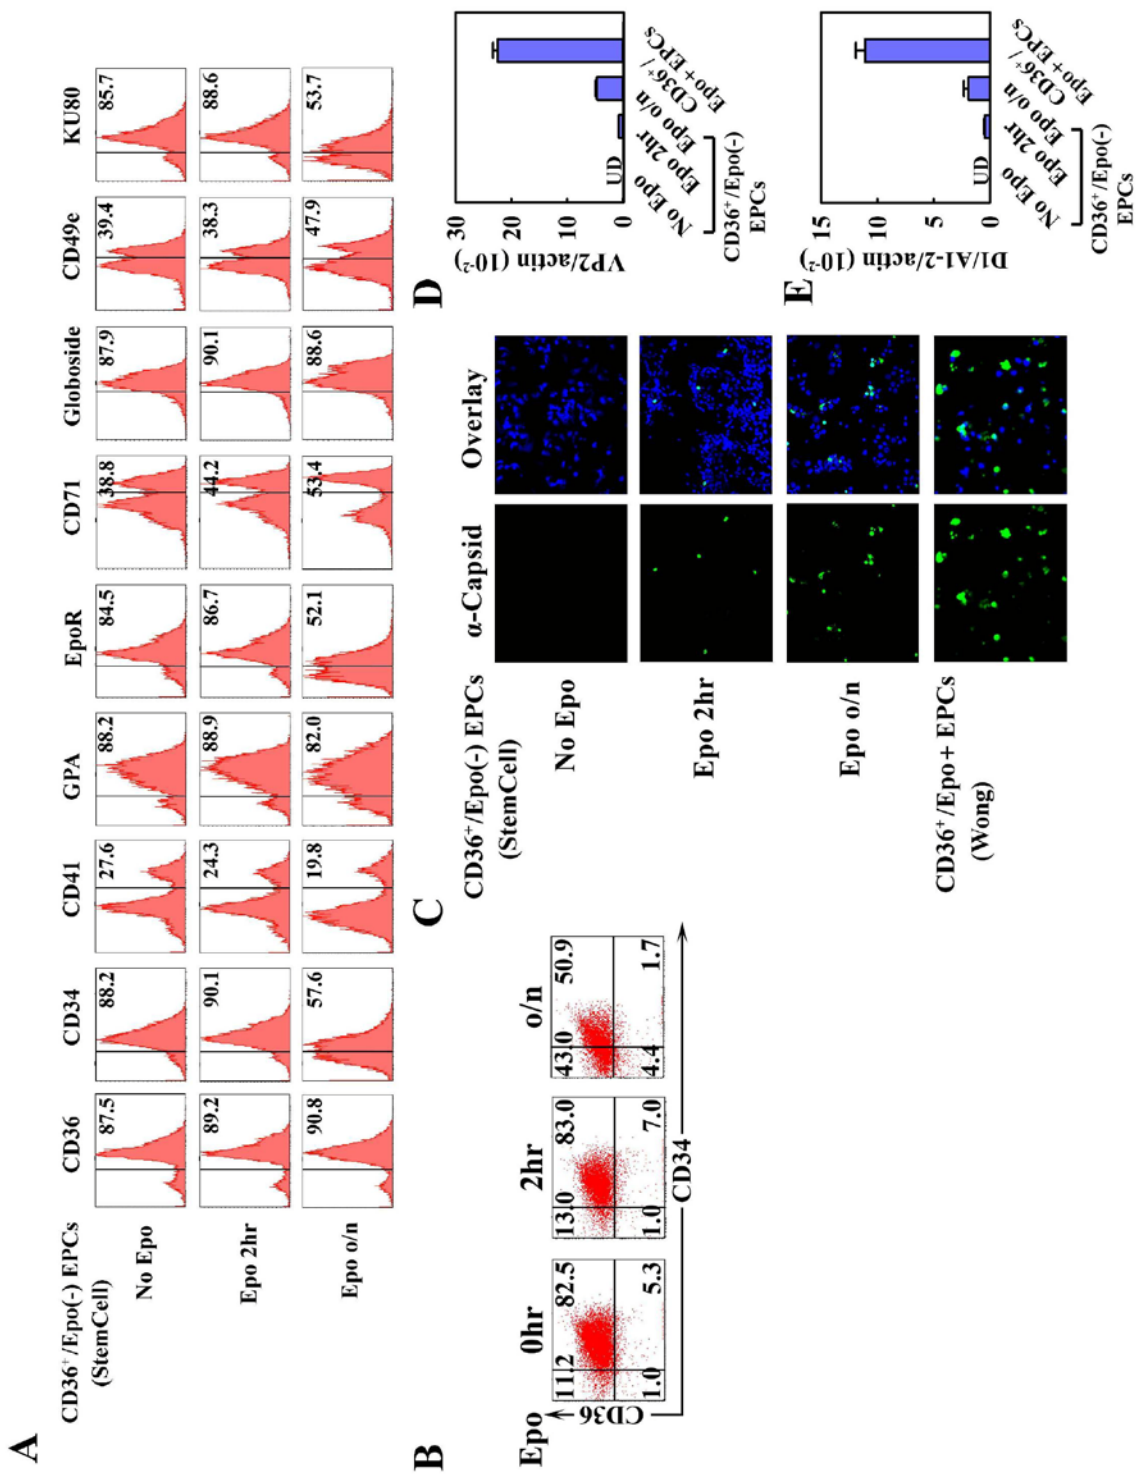 A
CD36+/Epo(-) EPCs
(StemCell)
CD36 CD34 CD41 GPA EpoR CD71 Globoside CD49e KU80
No Epo
87.5 88.2 27.6 88.2 84.5 38.8 87.9 39.4 85.7
Epo 2hr
89.2 90.1 24.3 88.9 86.7 44.2 90.1 38.3 88.6
Epo o/n
90.8 57.6 19.8 82.0 52.1 53.4 88.6 47.9 53.7
B
Epo
0hr 2hr o/n
11.2 82.5 13.0 83.0 43.0 50.9
1.0 5.3 1.0 7.0 4.4 1.7
CD36
CD34
C
CD36+/Epo(-) EPCs
(StemCell)
α-Capsid Overlay
No Epo
Epo 2hr
Epo o/n
CD36+/Epo+ EPCs
(Wong)
D
VP2/actin (10-2)
30
20
10
0
UD
No Epo
Epo 2hr
Epo o/n
CD36+/
Epo+ EPCs
CD36+/Epo(-)
EPCs
E
D1/A1-2/actin (10-2)
15
10
5
0
UD
No Epo
Epo 2hr
Epo o/n
CD36+/
Epo+ EPCs
CD36+/Epo(-)
EPCs